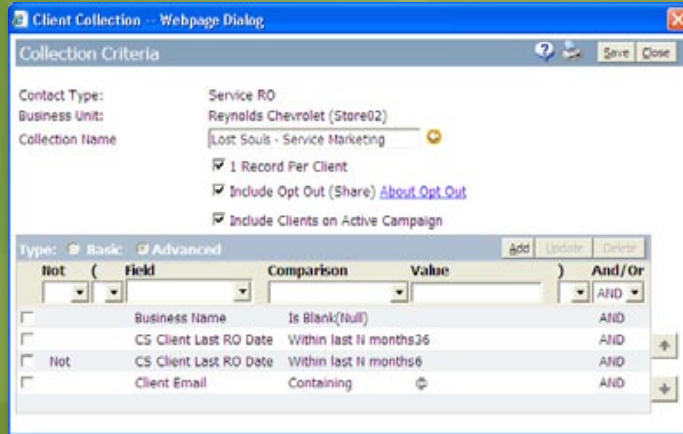 Client Collection -- Webpage Dialog
Collection Criteria
Save Close
Contact Type: Service RO
Business Unit: Reynolds Chevrolet (Store02)
Collection Name Lost Souls - Service Marketing
1 Record Per Client
Include Opt Out (Share) About Opt Out
Include Clients on Active Campaign
Type: Basic Advanced Add Update Delete
Not ( Field Comparison Value ) And/Or
AND
Business Name Is Blank(Null) AND
CS Client Last RO Date Within last N months36 AND
Not CS Client Last RO Date Within last N months6 AND
Client Email Containing @ AND